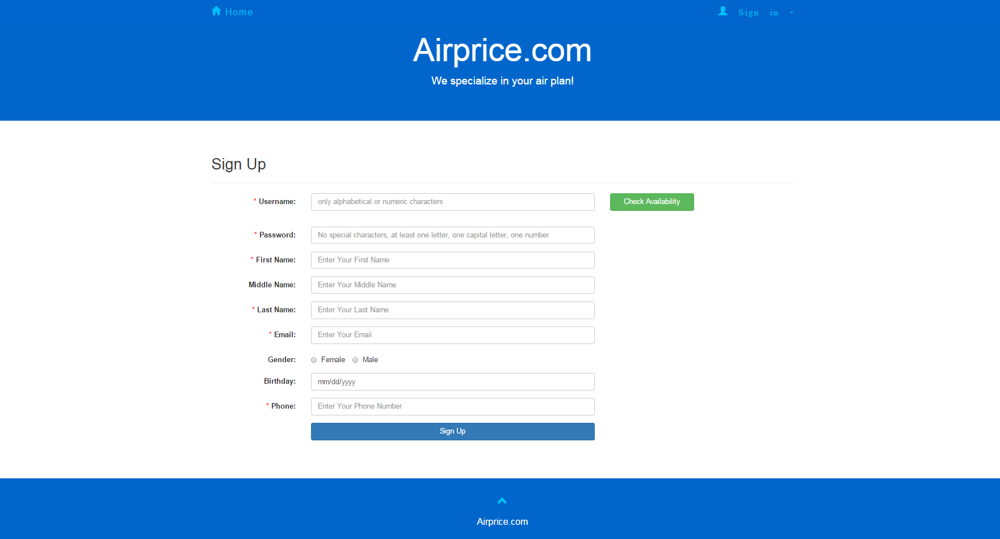 Home
Sign in
Airprice.com
We specialize in your air plan!
Sign Up
* Username: only alphabetical or numeric characters Check Availability
* Password: No special characters, at least one letter, one capital letter, one number
* First Name: Enter Your First Name
Middle Name: Enter Your Middle Name
* Last Name: Enter Your Last Name
* Email: Enter Your Email
Gender: Female Male
Birthday: mm/dd/yyyy
* Phone: Enter Your Phone Number
Sign Up
Airprice.com